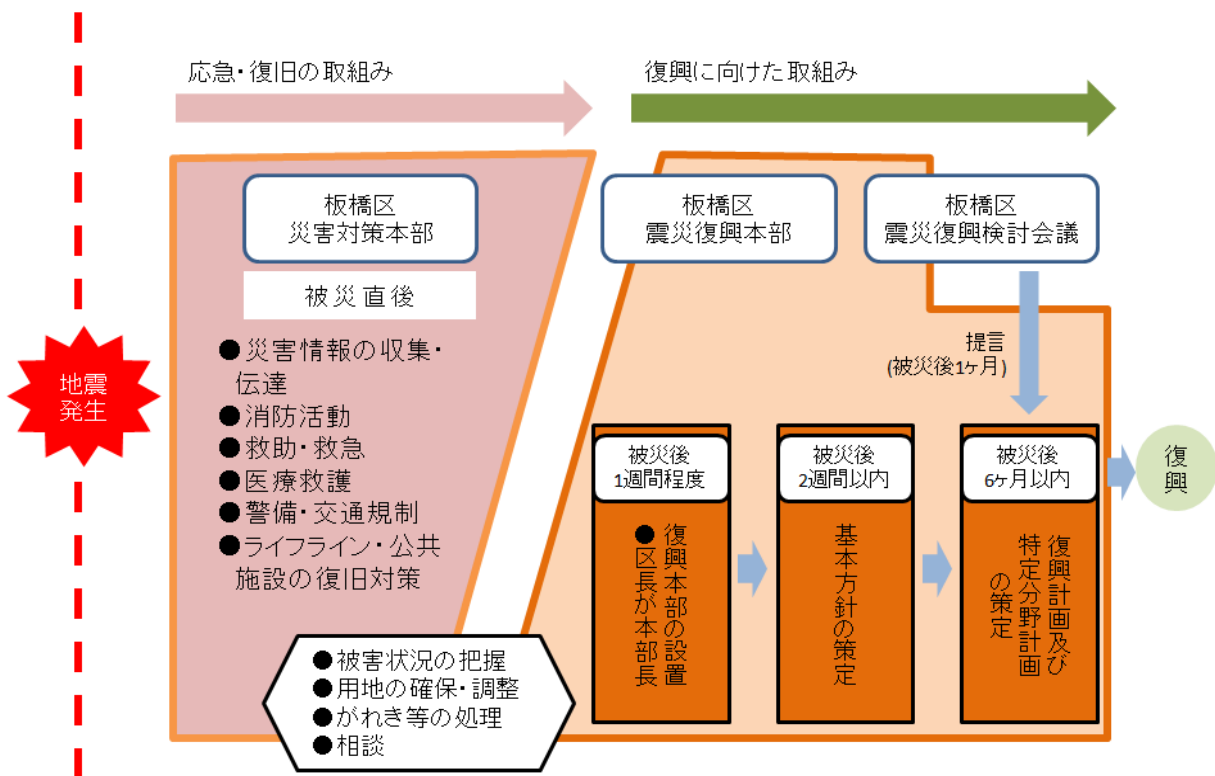 応急・復旧の取組み
復興に向けた取組み
地震
発生
板橋区
災害対策本部
被災直後
●災害情報の収集・
伝達
●消防活動
●救助・救急
●医療救護
●警備・交通規制
●ライフライン・公共
施設の復旧対策
●被害状況の把握
●用地の確保・調整
●がれき等の処理
●相談
板橋区
震災復興本部
板橋区
震災復興検討会議
提言
(被災後1ヶ月)
被災後
1週間程度
復興本部の設置
●区長が本部長
被災後
2週間以内
基本方針の策定
被災後
6ヶ月以内
復興計画及び
特定分野計画
の策定
復
興